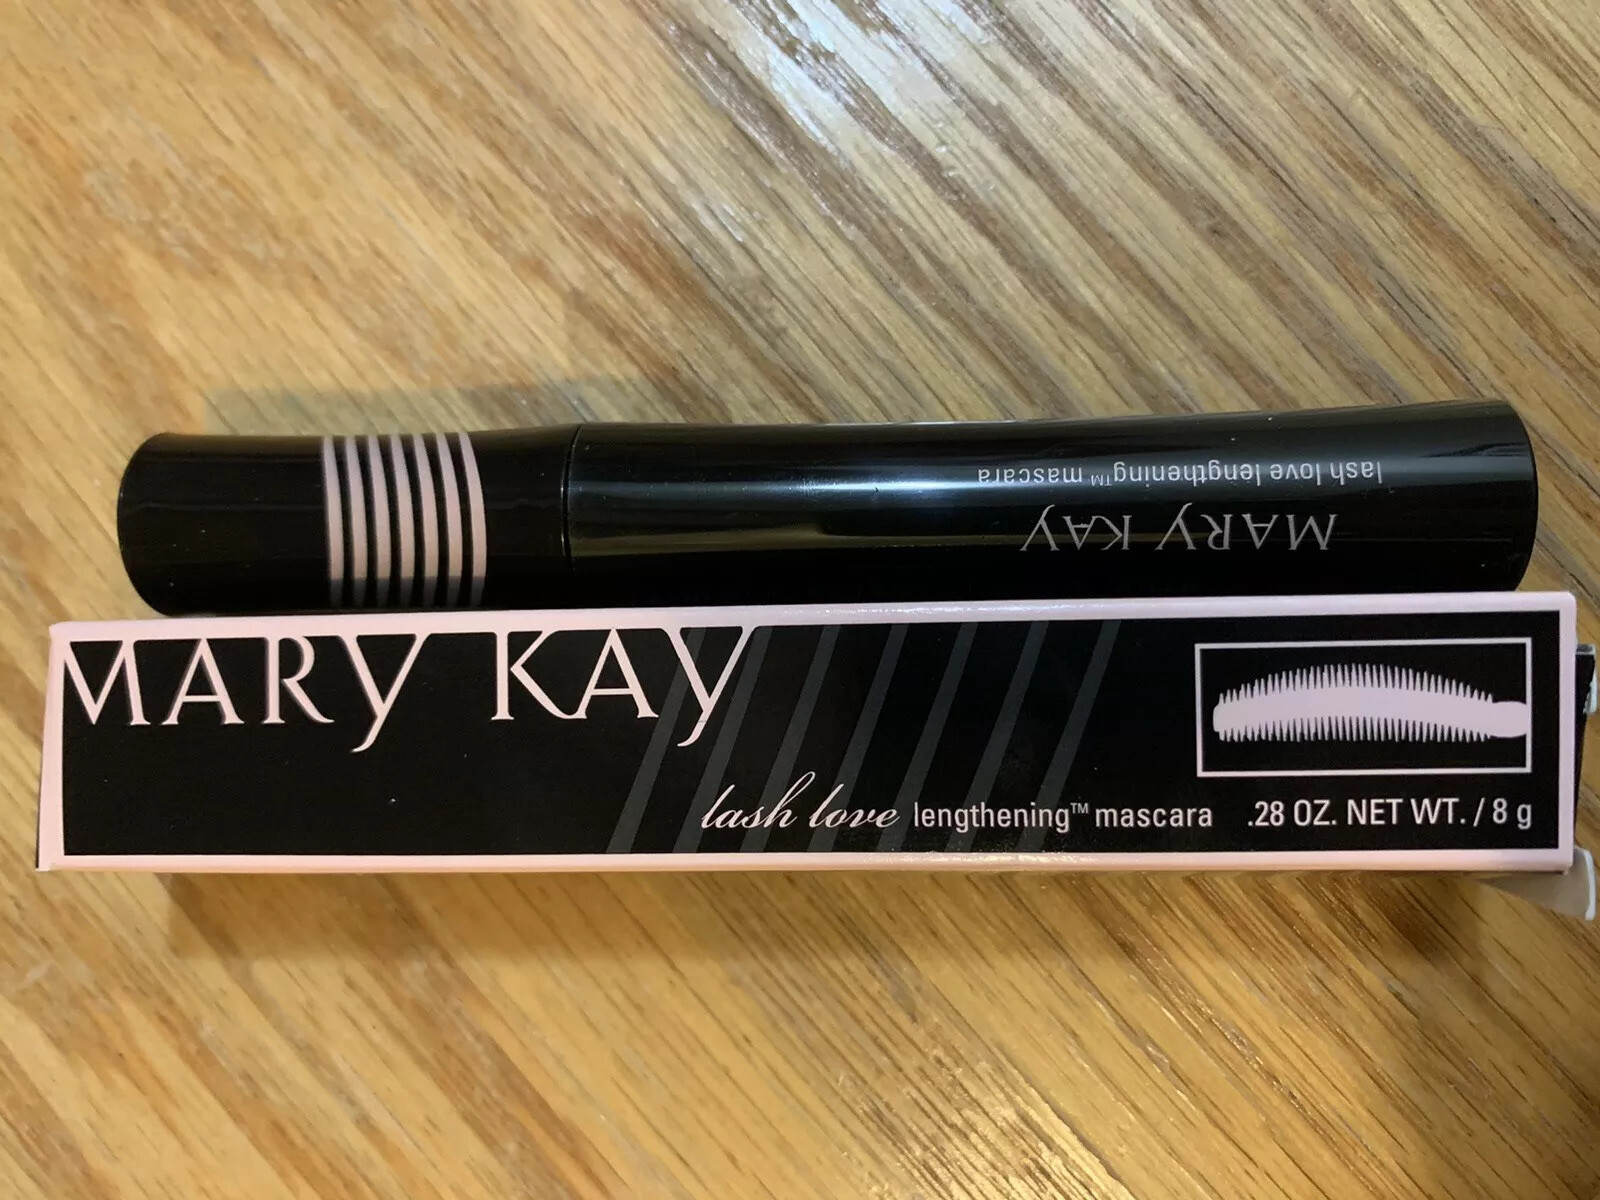 lash love lengthening™ mascara
MARY KAY
MARY KAY
lash love lengthening™ mascara .28 OZ. NET WT. / 8 g